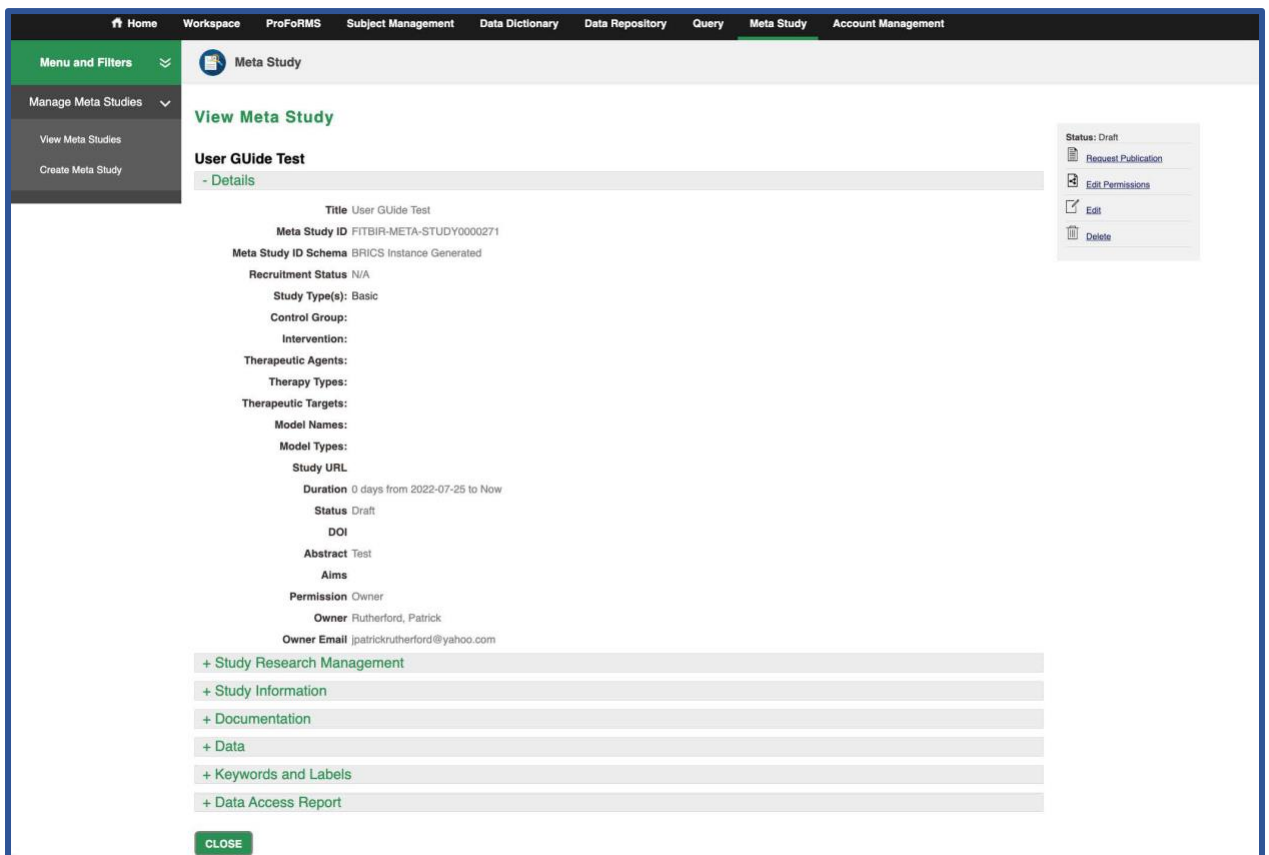 Home Workspace ProFoRMS Subject Management Data Dictionary Data Repository Query Meta Study Account Management
Menu and Filters
Meta Study
Manage Meta Studies
View Meta Studies
Create Meta Study
View Meta Study
User GUide Test
- Details
Title User GUide Test
Meta Study ID FITBIR-META-STUDY0000271
Meta Study ID Schema BRICS Instance Generated
Recruitment Status N/A
Study Type(s): Basic
Control Group:
Intervention:
Therapeutic Agents:
Therapy Types:
Therapeutic Targets:
Model Names:
Model Types:
Study URL
Duration 0 days from 2022-07-25 to Now
Status Draft
DOI
Abstract Test
Aims
Permission Owner
Owner Rutherford, Patrick
Owner Email jpatrickrutherford@yahoo.com
+ Study Research Management
+ Study Information
+ Documentation
+ Data
+ Keywords and Labels
+ Data Access Report
CLOSE
Status: Draft
Request Publication
Edit Permissions
Edit
Delete